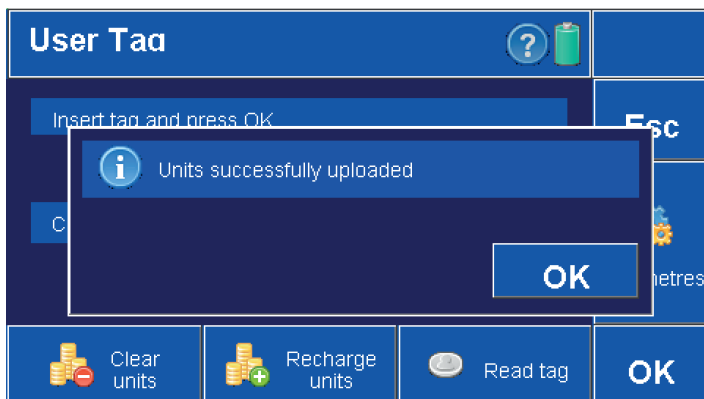 User Tag
?
Insert tag and press OK
Esc
i Units successfully uploaded
C
OK
etres
Clear
units
Recharge
units
Read tag
OK